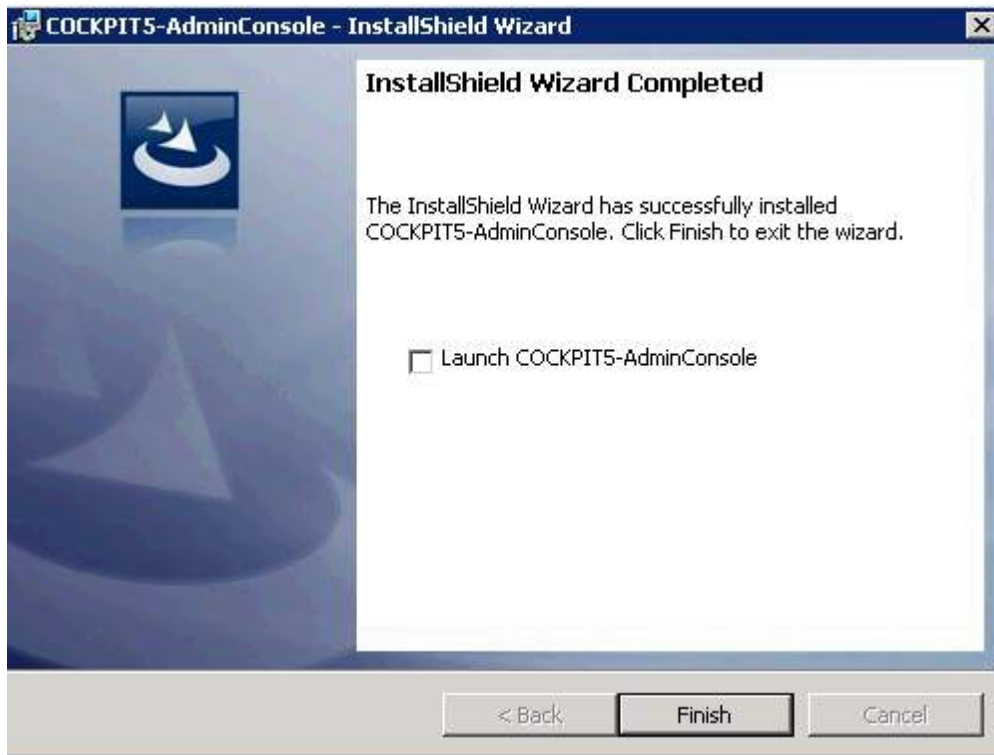 COCKPIT5-AdminConsole - InstallShield Wizard
InstallShield Wizard Completed
The InstallShield Wizard has successfully installed
COCKPIT5-AdminConsole. Click Finish to exit the wizard.
Launch COCKPIT5-AdminConsole
< Back
Finish
Cancel